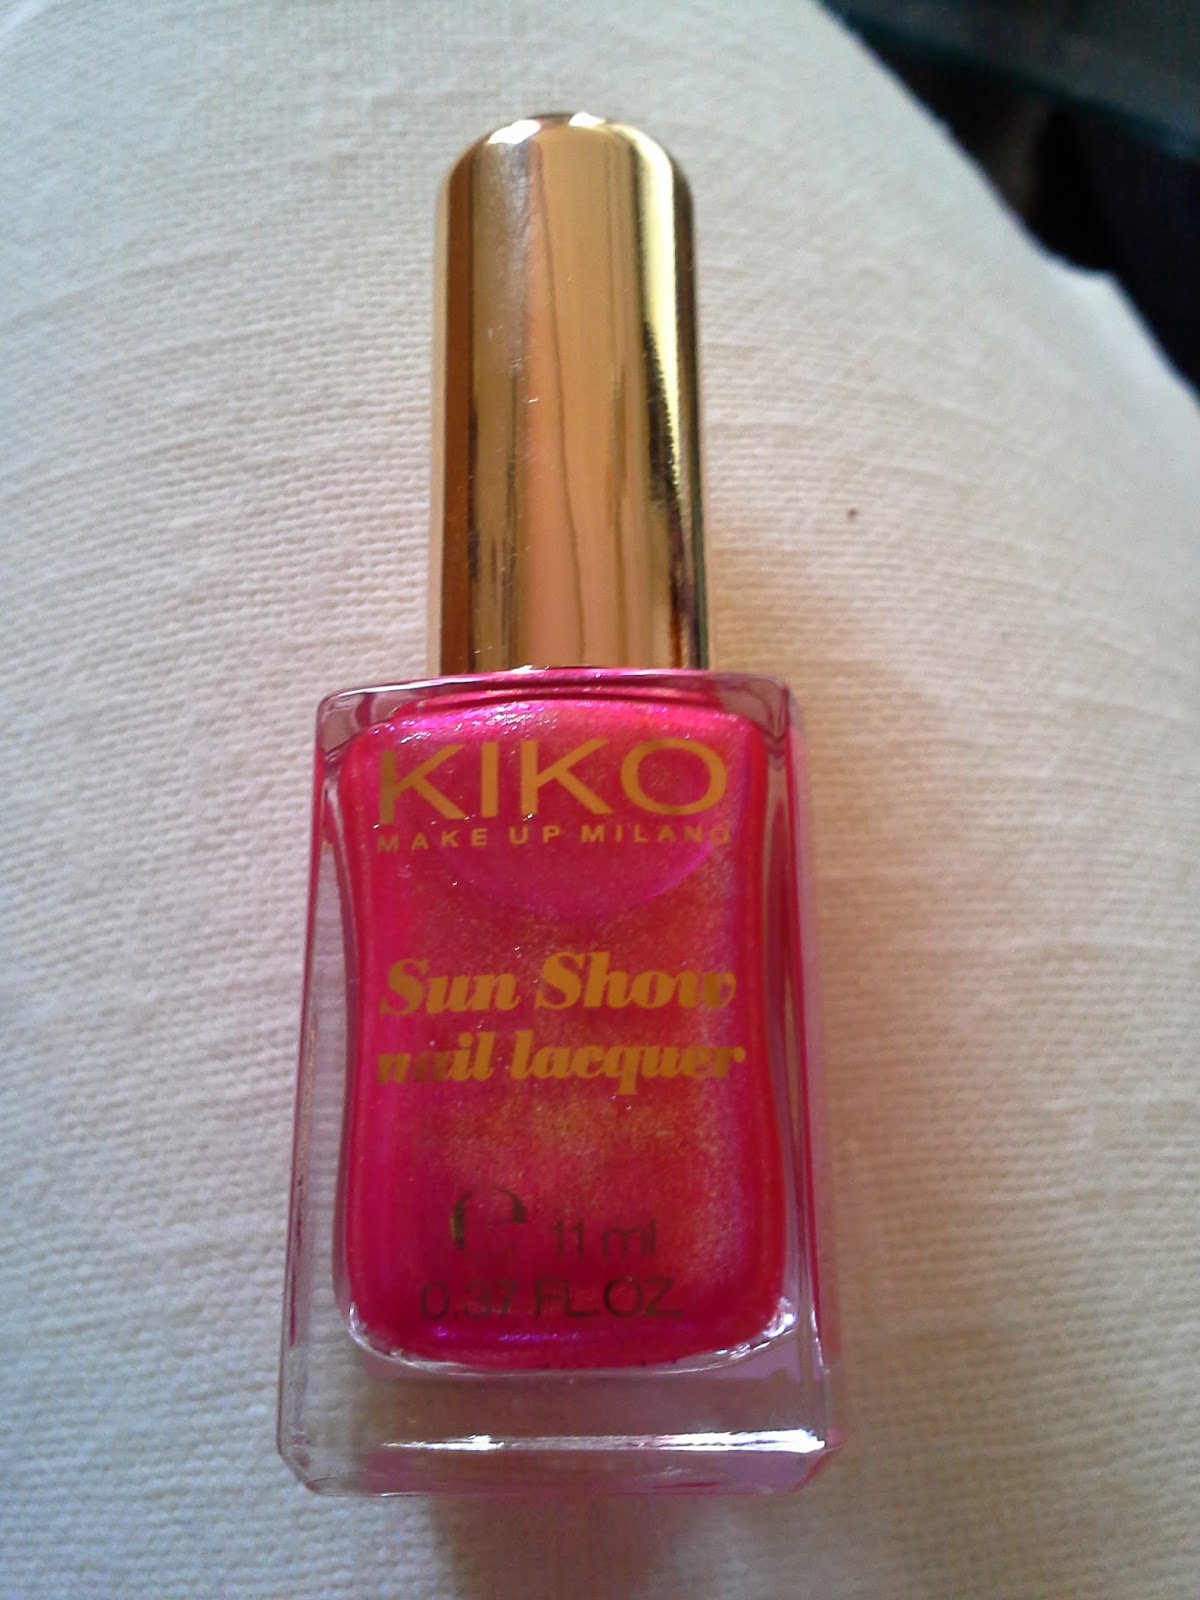 KIKO
MAKE UP MILANO
Sun Show
nail lacquer
e 11 ml
0.37 FL.OZ.